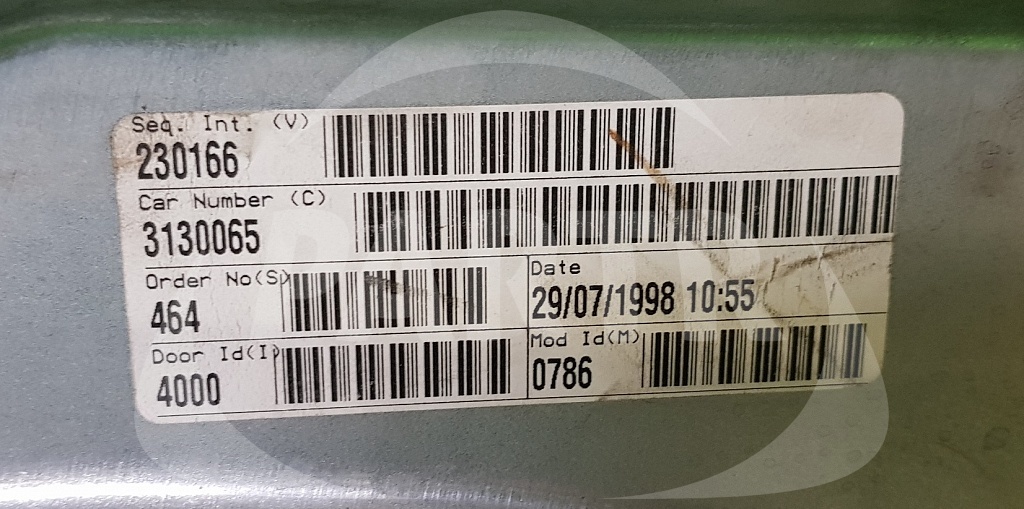 Seq. Int. (V)
230166
Car Number (C)
3130065
Order No(S)
464
Date
29/07/1998 10:55
Door Id(I)
4000
Mod Id(M)
0786